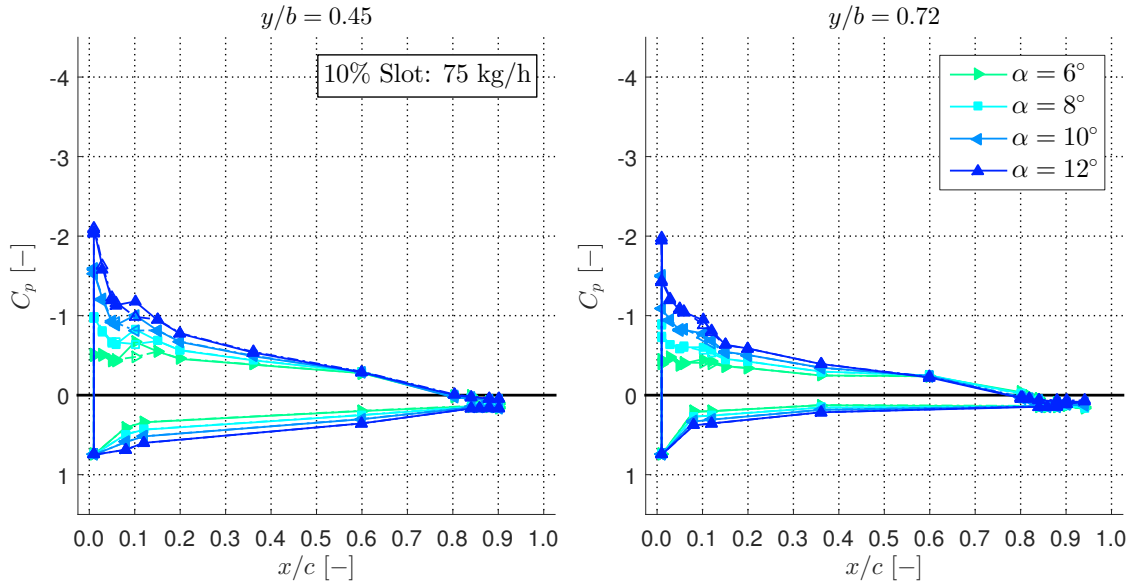 y/b = 0.45
10% Slot: 75 kg/h
-4
-3
-2
-1
0
1
C_p [−]
0.0 0.1 0.2 0.3 0.4 0.5 0.6 0.7 0.8 0.9 1.0
x/c [−]
y/b = 0.72
α = 6°
α = 8°
α = 10°
α = 12°
-4
-3
-2
-1
0
1
C_p [−]
0.0 0.1 0.2 0.3 0.4 0.5 0.6 0.7 0.8 0.9 1.0
x/c [−]